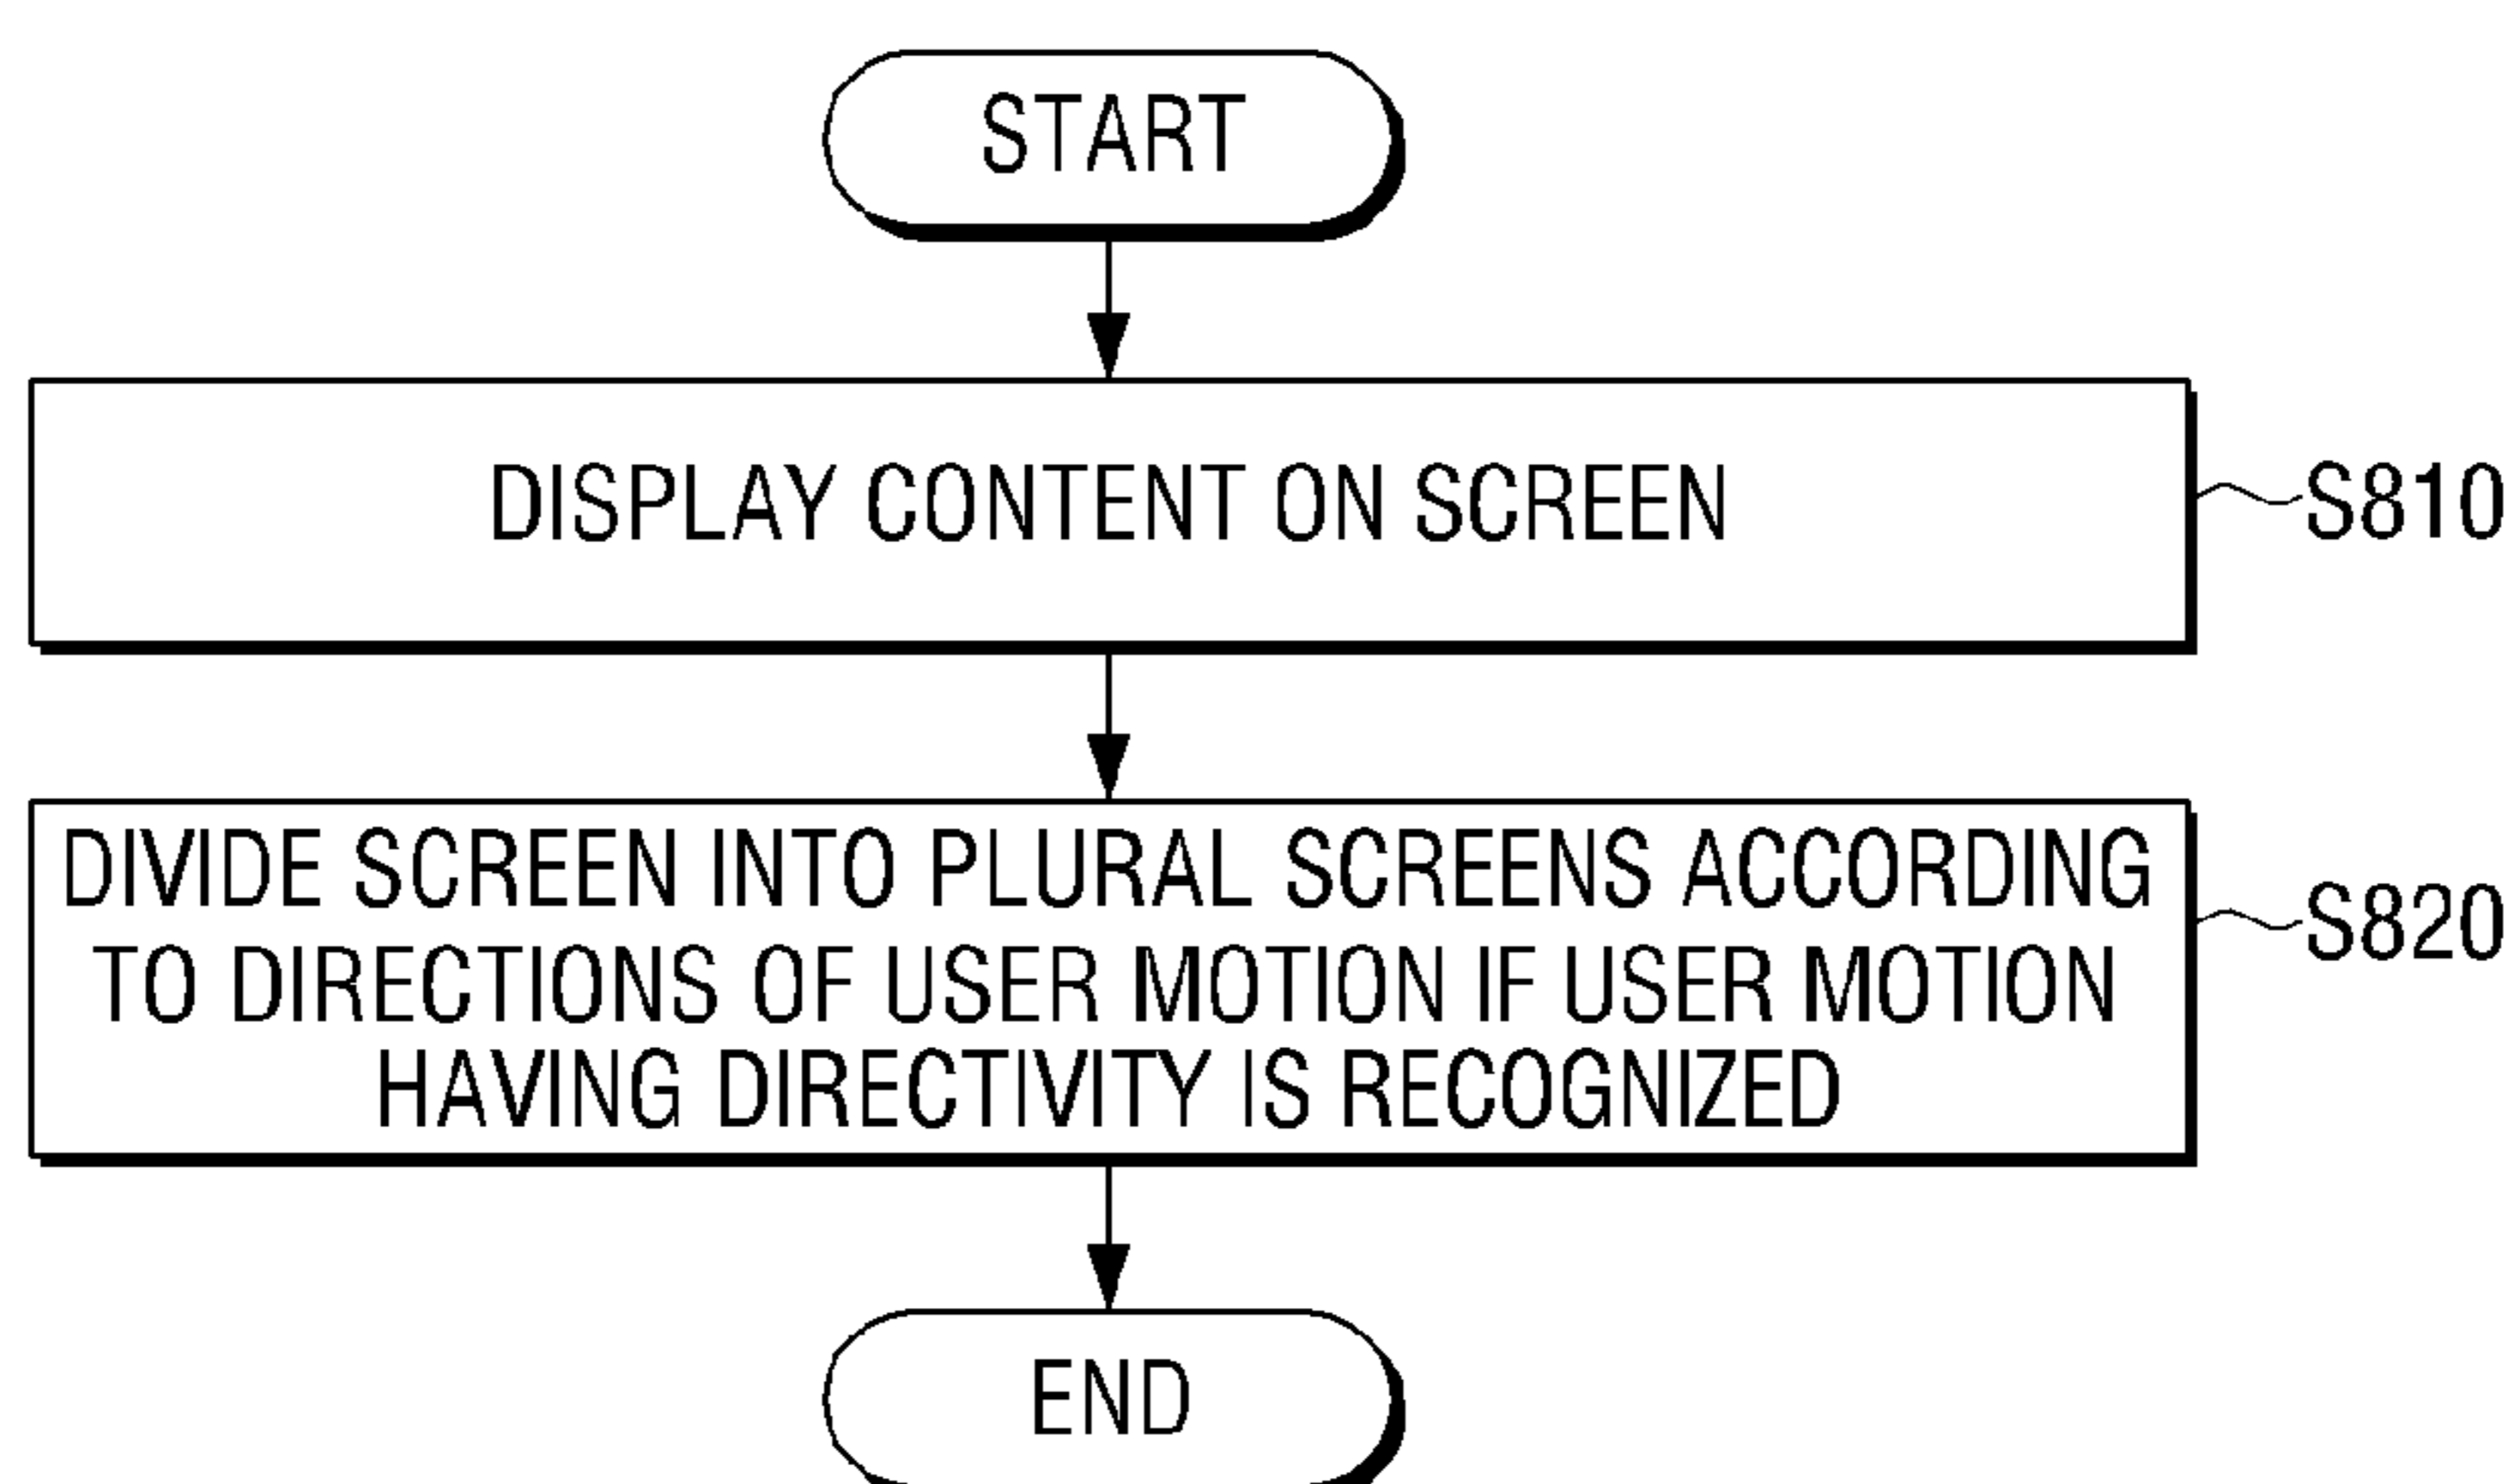 START
DISPLAY CONTENT ON SCREEN
S810
DIVIDE SCREEN INTO PLURAL SCREENS ACCORDING
TO DIRECTIONS OF USER MOTION IF USER MOTION
HAVING DIRECTIVITY IS RECOGNIZED
S820
END